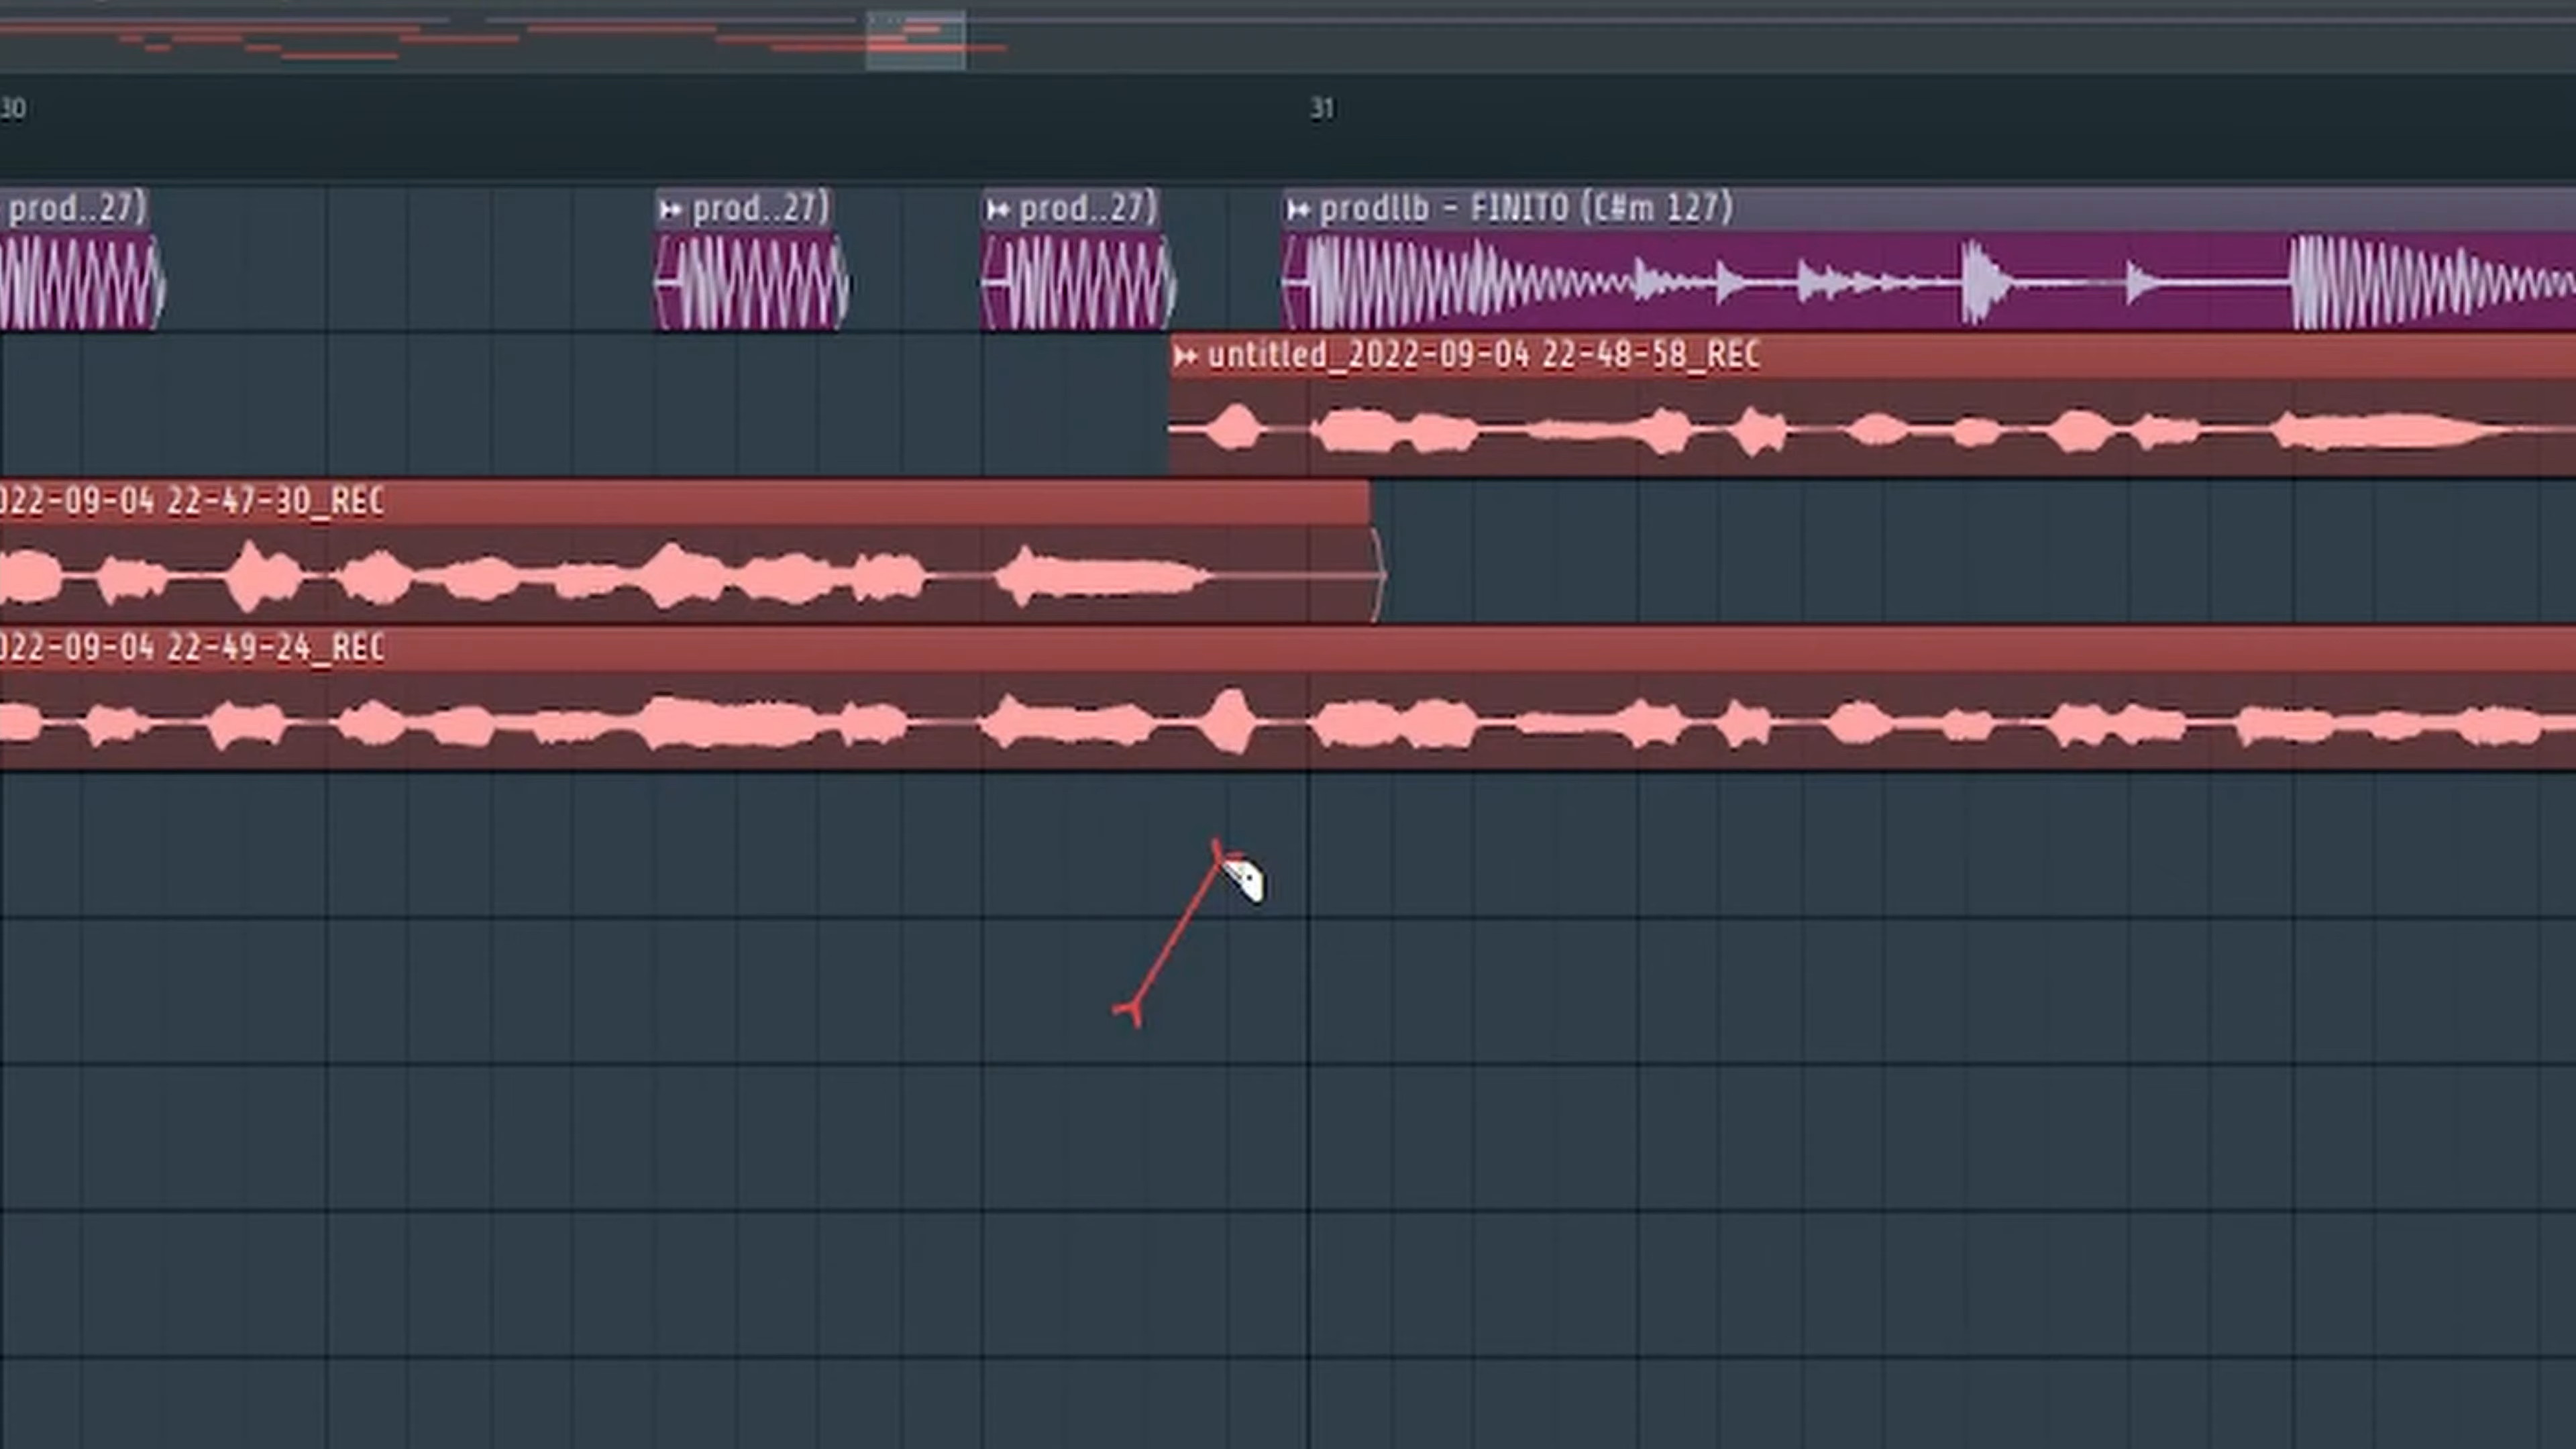 30 31
prod..27) prod..27) prod..27) prodllb - FINITO (C#m 127)
untitled_2022-09-04 22-48-58_REC
022-09-04 22-47-30_REC
022-09-04 22-49-24_REC